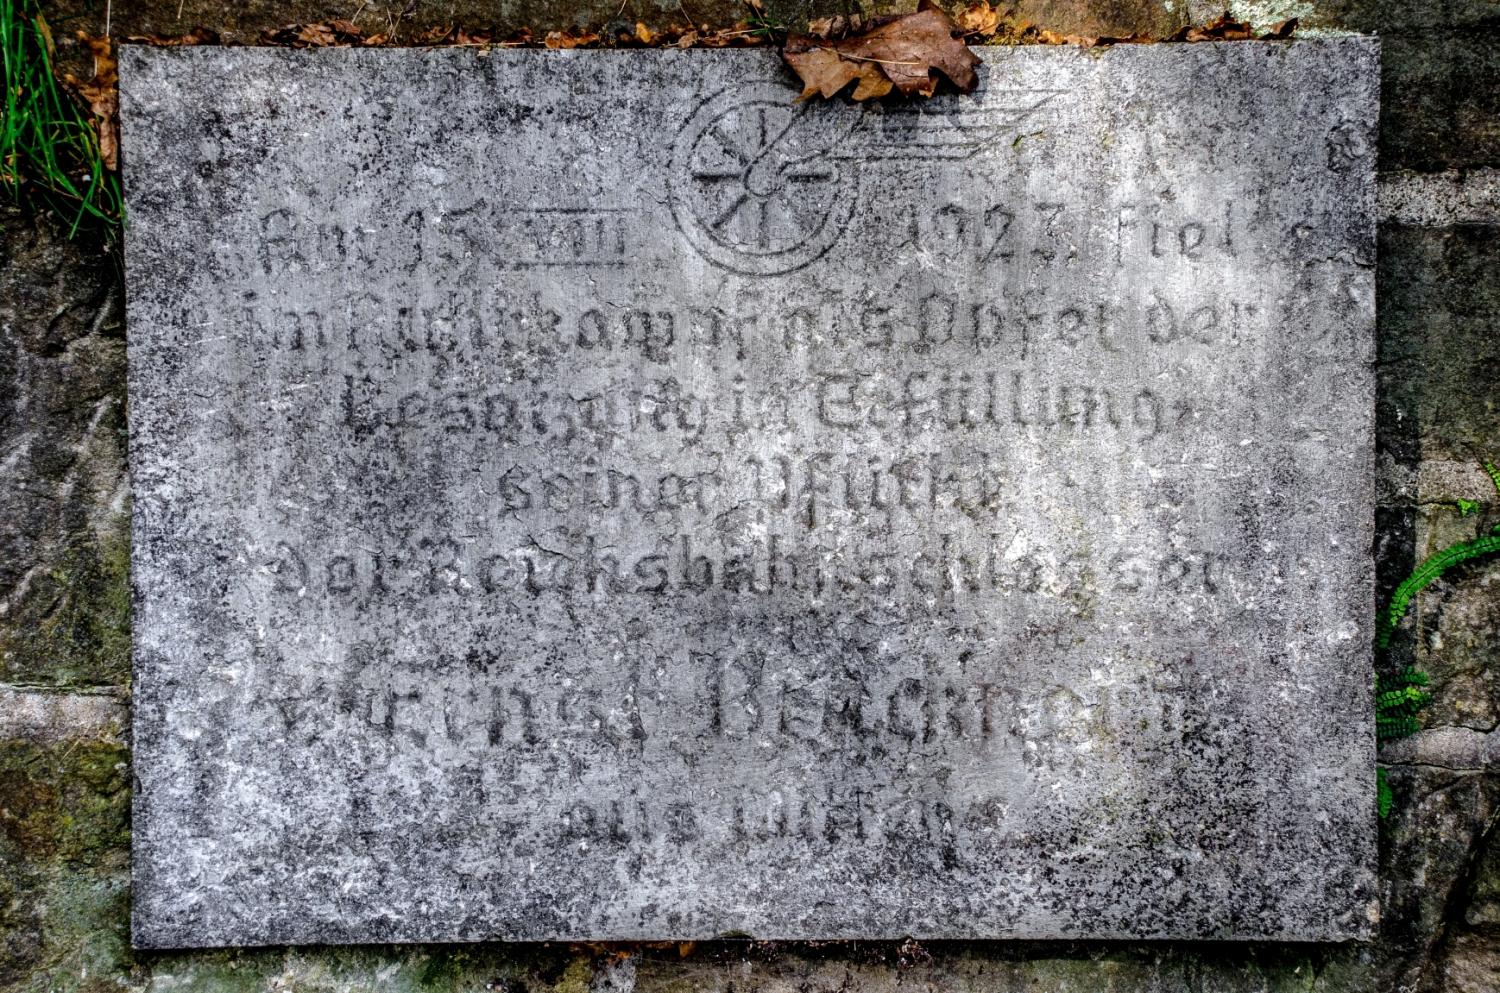 Am 15 VIII 1923 fiel
im Ruhrkampf als Opfer der
Besatzung in Erfüllung
seiner Pflicht
der Reichsbahnschlosser
Ernst
aus Witten